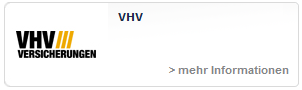 VHV
VHV
VERSICHERUNGEN
> mehr Informationen